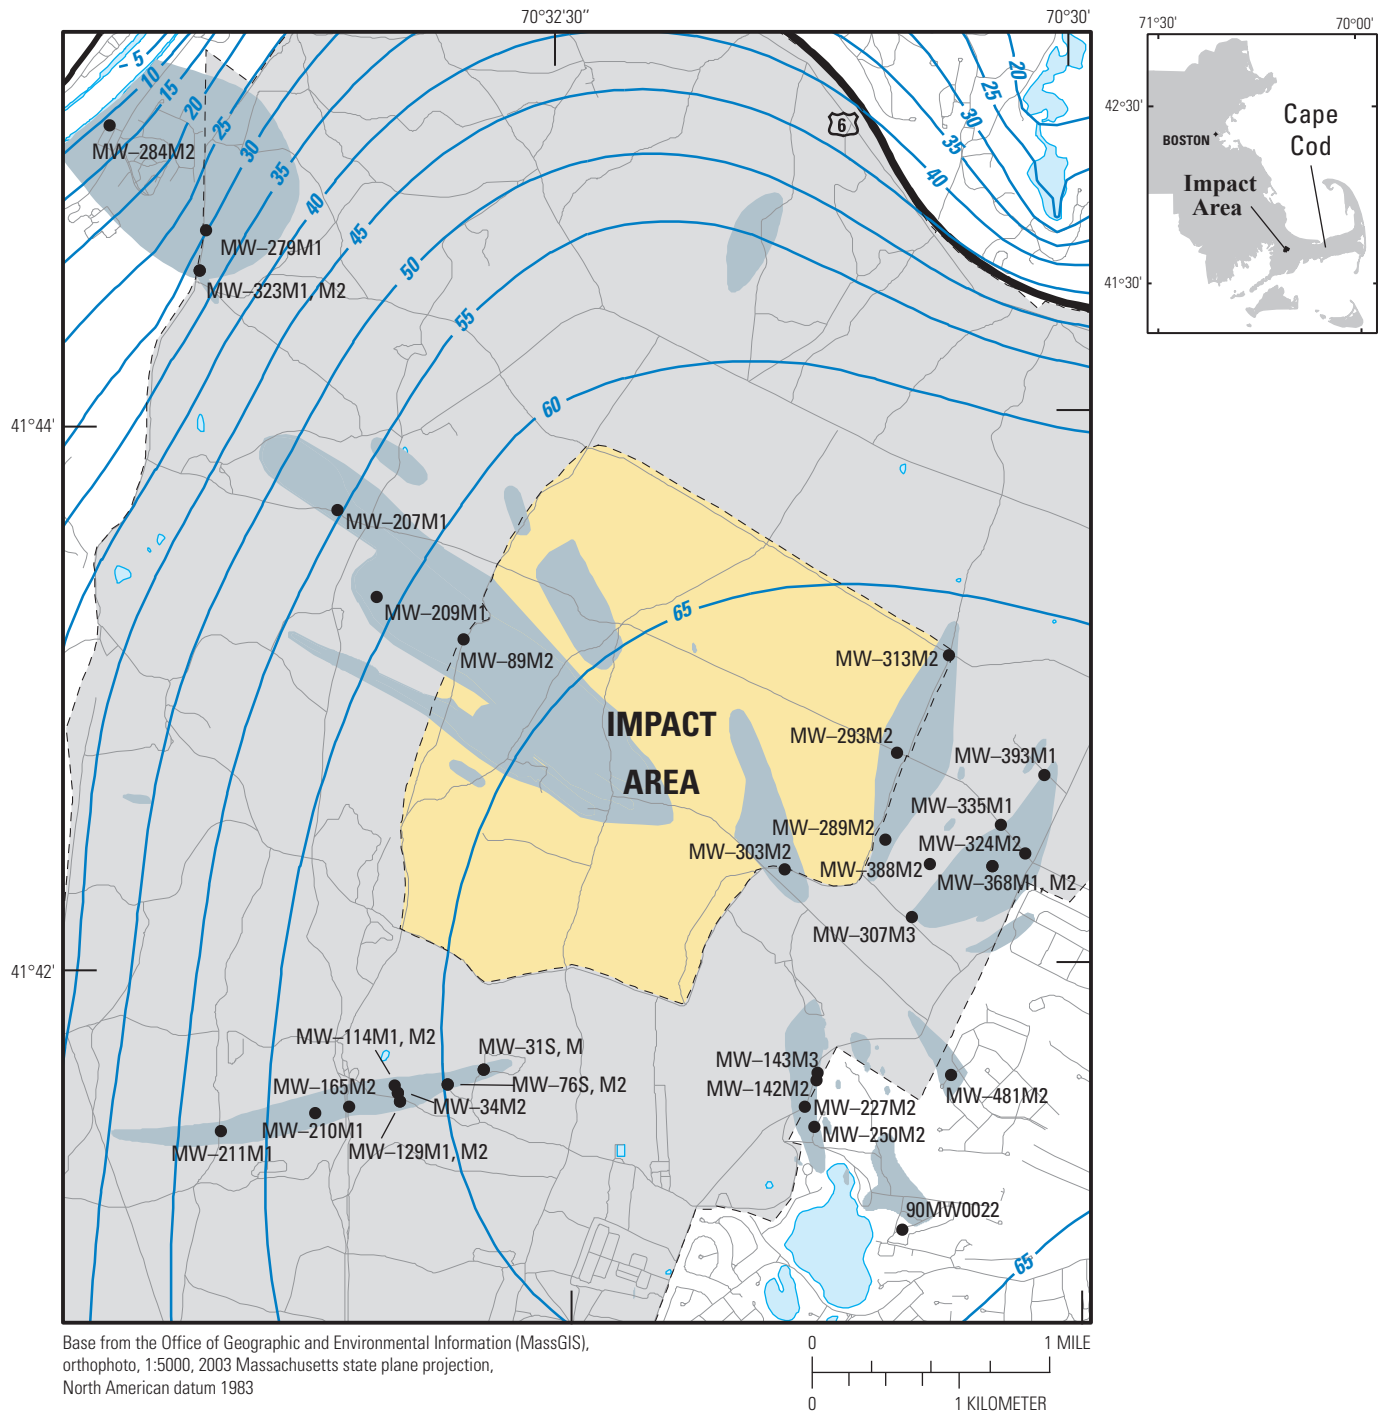 70°32'30"
70°30'
71°30'
70°00'
5
10
15
20
25
30
35
40
45
50
55
60
65
20
25
30
35
40
6
42°30'
BOSTON
Cape
Cod
Impact
Area
41°30'
MW–284M2
MW–279M1
MW–323M1, M2
41°44'
MW–207M1
MW–209M1
MW–89M2
MW–313M2
IMPACT
AREA
MW–293M2
MW–393M1
MW–335M1
MW–289M2
MW–324M2
MW–303M2
MW–388M2
MW–368M1, M2
MW–307M3
41°42'
MW–114M1, M2
MW–31S, M
MW–143M3
MW–165M2
MW–76S, M2
MW–142M2
MW–481M2
MW–34M2
MW–227M2
MW–210M1
MW–250M2
MW–211M1
MW–129M1, M2
90MW0022
65
Base from the Office of Geographic and Environmental Information (MassGIS),
orthophoto, 1:5000, 2003 Massachusetts state plane projection,
North American datum 1983
0 1 MILE
0 1 KILOMETER